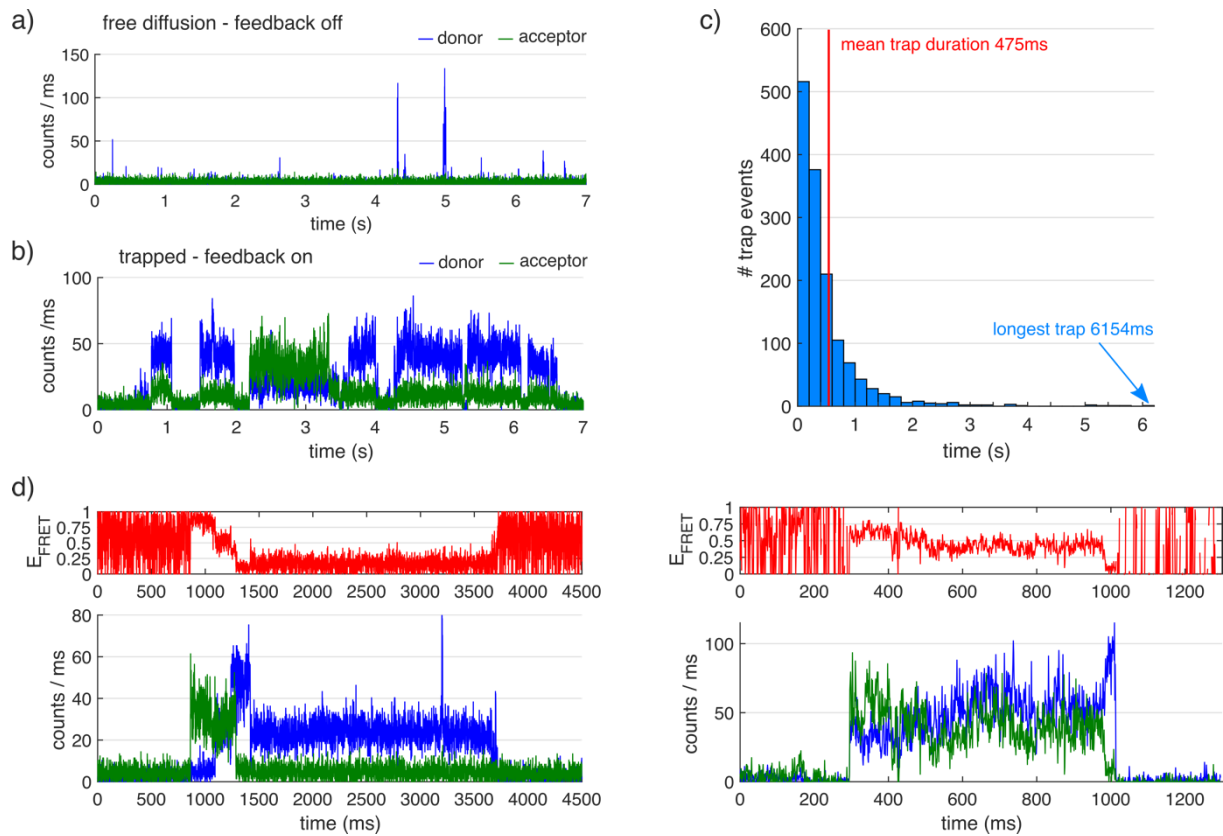 a)
free diffusion - feedback off
donor
acceptor
150
100
50
0
counts / ms
0 1 2 3 4 5 6 7
time (s)
b)
trapped - feedback on
donor
acceptor
100
50
0
counts /ms
0 1 2 3 4 5 6 7
time (s)
c)
600
500
400
300
200
100
0
# trap events
mean trap duration 475ms
longest trap 6154ms
0 1 2 3 4 5 6
time (s)
d)
1
0.75
0.25
0
EFRET
0 500 1000 1500 2000 2500 3000 3500 4000 4500
80
60
40
20
0
counts / ms
0 500 1000 1500 2000 2500 3000 3500 4000 4500
time (ms)
1
0.75
0.25
0
EFRET
0 200 400 600 800 1000 1200
100
50
0
counts / ms
0 200 400 600 800 1000 1200
time (ms)